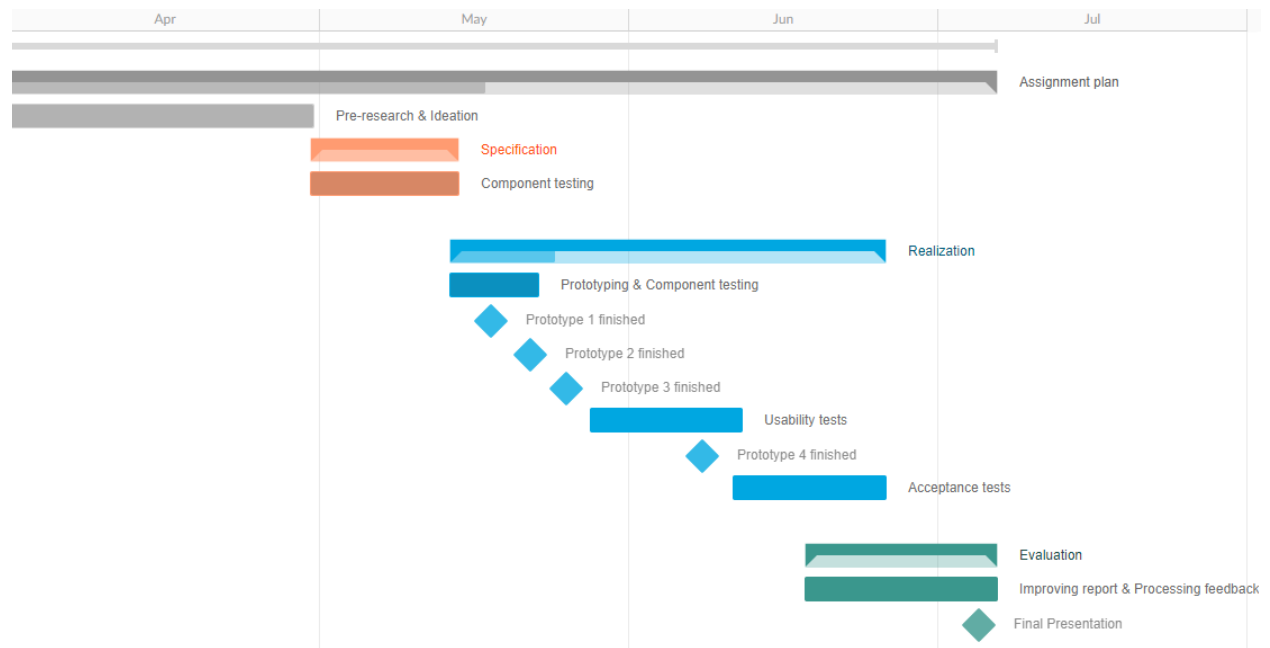 Apr May Jun Jul
Assignment plan
Pre-research & Ideation
Specification
Component testing
Realization
Prototyping & Component testing
Prototype 1 finished
Prototype 2 finished
Prototype 3 finished
Usability tests
Prototype 4 finished
Acceptance tests
Evaluation
Improving report & Processing feedback
Final Presentation